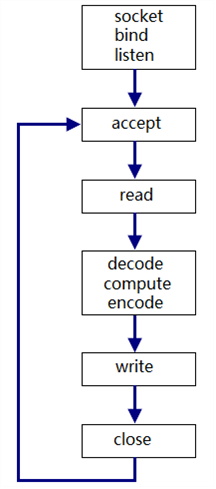 socket
bind
listen
accept
read
decode
compute
encode
write
close